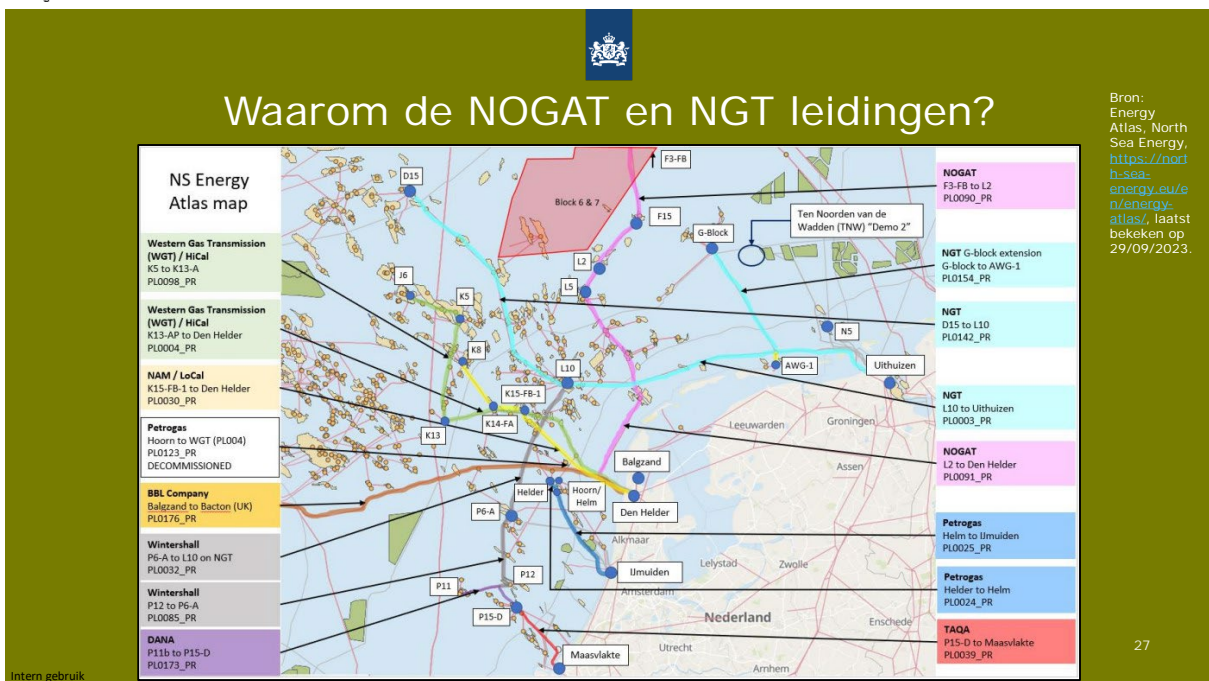 Waarom de NOGAT en NGT leidingen?
Bron:
Energy
Atlas, North
Sea Energy,
https://nort
h-sea-
energy.eu/e
n/energy-
atlas/, laatst
bekeken op
29/09/2023.
NS Energy
Atlas map
Western Gas Transmission
(WGT) / HiCal
K5 to K13-A
PL0098_PR
Western Gas Transmission
(WGT) / HiCal
K13-AP to Den Helder
PL0004_PR
NAM / LoCal
K15-FB-1 to Den Helder
PL0030_PR
Petrogas
Hoorn to WGT (PL004)
PL0123_PR
DECOMMISSIONED
BBL Company
Balgzand to Bacton (UK)
PL0176_PR
Wintershall
P6-A to L10 on NGT
PL0032_PR
Wintershall
P12 to P6-A
PL0085_PR
DANA
P11b to P15-D
PL0173_PR
D15
F3-FB
Block 6 & 7
F15
G-Block
Ten Noorden van de
Wadden (TNW) "Demo 2"
L2
L5
J6
K5
N5
K8
L10
AWG-1
Uithuizen
K15-FB-1
K14-FA
K13
Leeuwarden
Groningen
Assen
Balgzand
Helder
Hoorn/
Helm
Den Helder
P6-A
Alkmaar
IJmuiden
Lelystad
Zwolle
Amsterdam
P11
P12
P15-D
Nederland
Enschede
Utrecht
Maasvlakte
Arnhem
NOGAT
F3-FB to L2
PL0090_PR
NGT G-block extension
G-block to AWG-1
PL0154_PR
NGT
D15 to L10
PL0142_PR
NGT
L10 to Uithuizen
PL0003_PR
NOGAT
L2 to Den Helder
PL0091_PR
Petrogas
Helm to IJmuiden
PL0025_PR
Petrogas
Helder to Helm
PL0024_PR
TAQA
P15-D to Maasvlakte
PL0039_PR
27
Intern gebruik